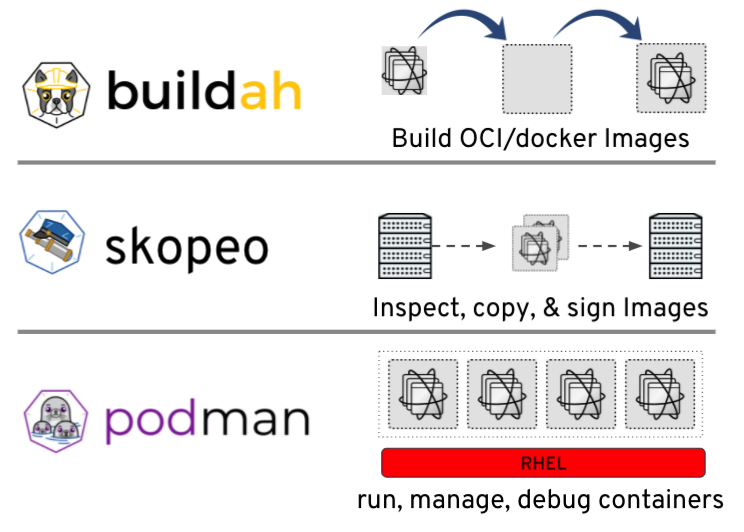 buildah
Build OCI/docker Images
skopeo
Inspect, copy, & sign Images
podman
RHEL
run, manage, debug containers